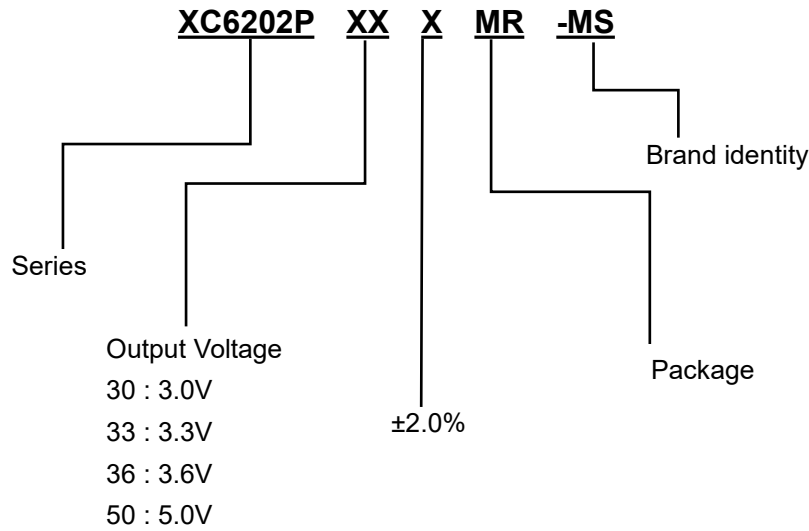 XC6202P XX X MR -MS
Brand identity
Series
Output Voltage
30 : 3.0V
33 : 3.3V
36 : 3.6V
50 : 5.0V
±2.0%
Package